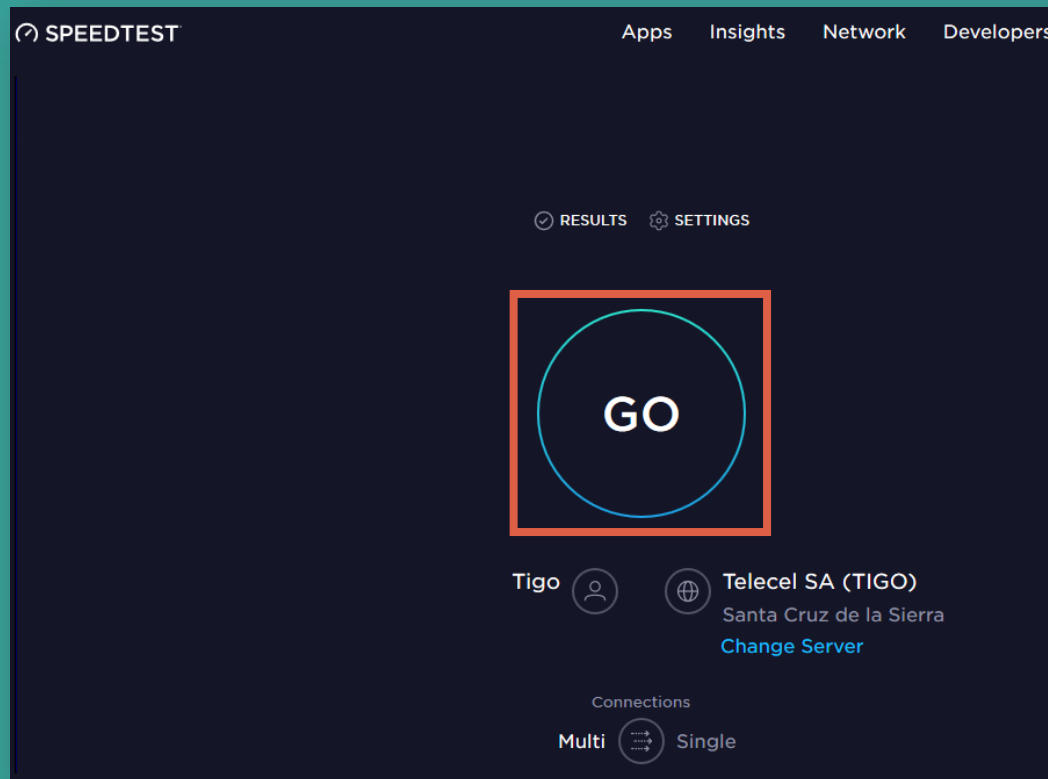 SPEEDTEST Apps Insights Network Developers
RESULTS SETTINGS
GO
Tigo Telecel SA (TIGO)
Santa Cruz de la Sierra
Change Server
Connections
Multi Single